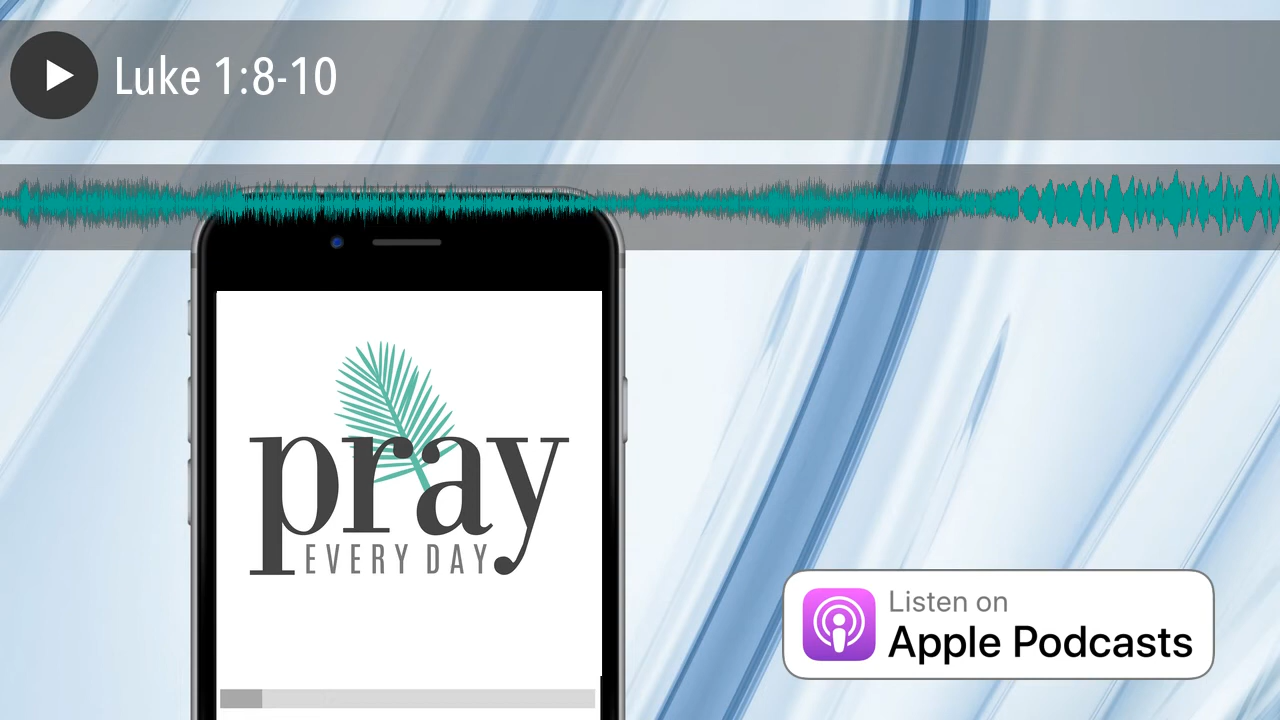 Luke 1:8-10
pray
EVERY DAY
Listen on
Apple Podcasts